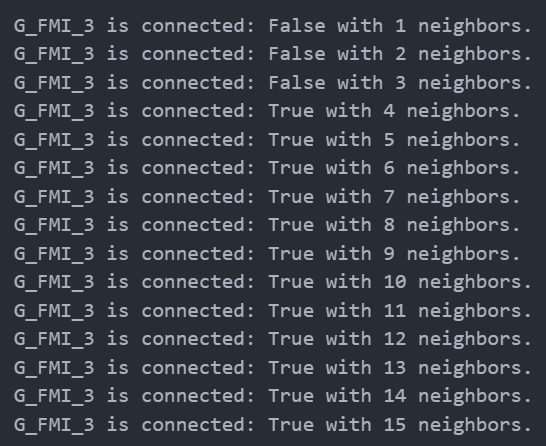 G_FMI_3 is connected: False with 1 neighbors.
G_FMI_3 is connected: False with 2 neighbors.
G_FMI_3 is connected: False with 3 neighbors.
G_FMI_3 is connected: True with 4 neighbors.
G_FMI_3 is connected: True with 5 neighbors.
G_FMI_3 is connected: True with 6 neighbors.
G_FMI_3 is connected: True with 7 neighbors.
G_FMI_3 is connected: True with 8 neighbors.
G_FMI_3 is connected: True with 9 neighbors.
G_FMI_3 is connected: True with 10 neighbors.
G_FMI_3 is connected: True with 11 neighbors.
G_FMI_3 is connected: True with 12 neighbors.
G_FMI_3 is connected: True with 13 neighbors.
G_FMI_3 is connected: True with 14 neighbors.
G_FMI_3 is connected: True with 15 neighbors.